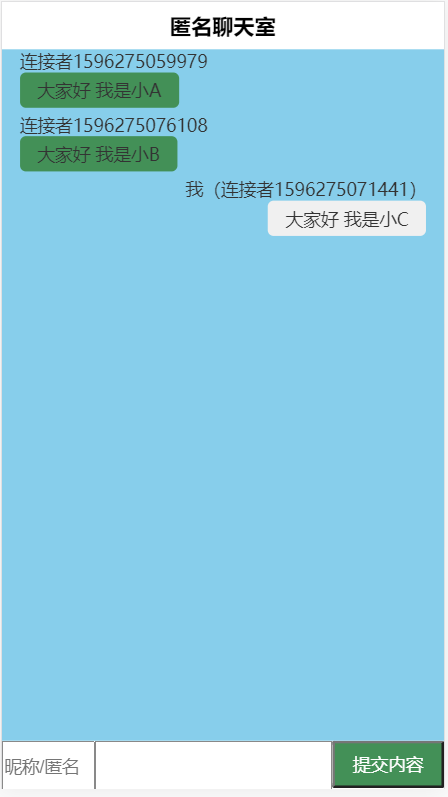 匿名聊天室
连接者1596275059979
大家好 我是小A
连接者1596275076108
大家好 我是小B
我（连接者1596275071441）
大家好 我是小C
昵称/匿名
提交内容